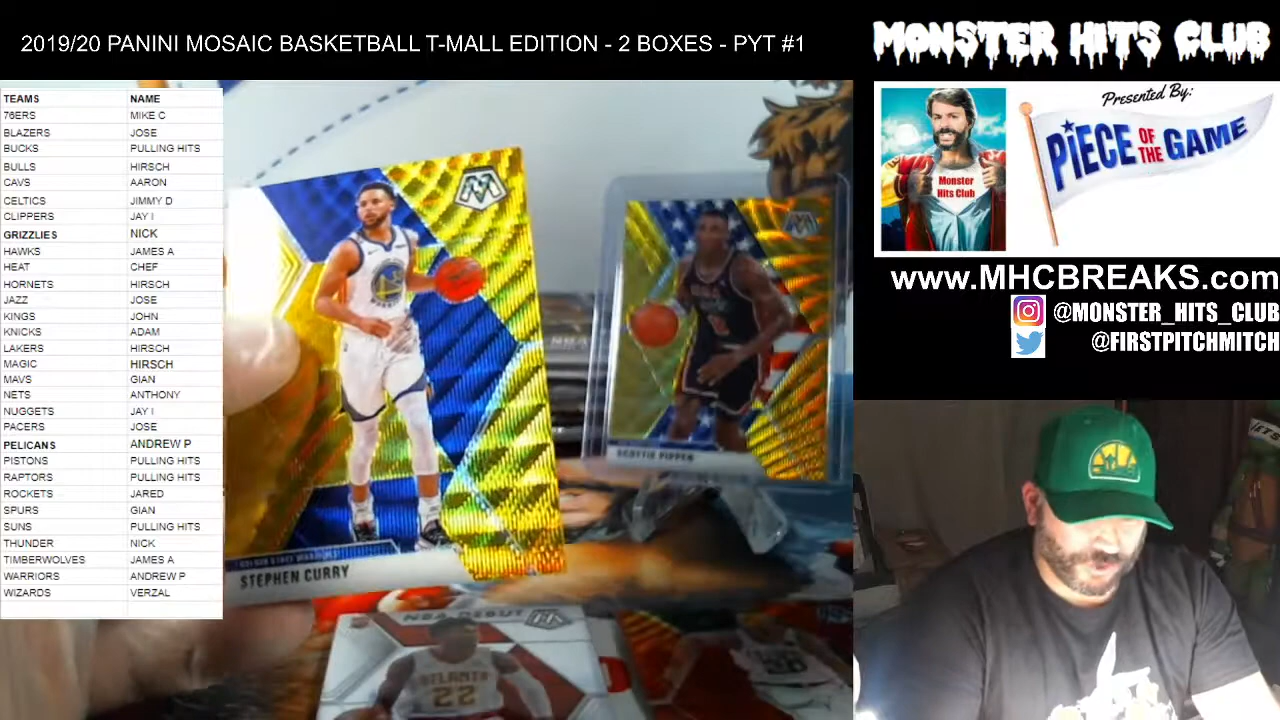 2019/20 PANINI MOSAIC BASKETBALL T-MALL EDITION - 2 BOXES - PYT #1
MONSTER HITS CLUB
Presented By:
PIECE OF THE GAME
Monster
Hits Club
www.MHCBREAKS.com
@MONSTER_HITS_CLUB
@FIRSTPITCHMITCH
TEAMS NAME
76ERS MIKE C
BLAZERS JOSE
BUCKS PULLING HITS
BULLS HIRSCH
CAVS AARON
CELTICS JIMMY D
CLIPPERS JAY I
GRIZZLIES NICK
HAWKS JAMES A
HEAT CHEF
HORNETS HIRSCH
JAZZ JOSE
KINGS JOHN
KNICKS ADAM
LAKERS HIRSCH
MAGIC HIRSCH
MAVS GIAN
NETS ANTHONY
NUGGETS JAY I
PACERS JOSE
PELICANS ANDREW P
PISTONS PULLING HITS
RAPTORS PULLING HITS
ROCKETS JARED
SPURS GIAN
SUNS PULLING HITS
THUNDER NICK
TIMBERWOLVES JAMES A
WARRIORS ANDREW P
WIZARDS VERZAL
M
GOLDEN STATE WARRIORS
STEPHEN CURRY
SCOTTIE PIPPEN
NBA DEBUT
ATLANTA
22